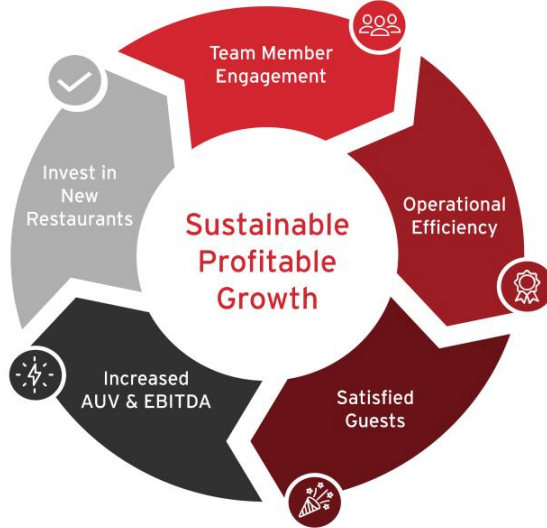 Team Member
Engagement
Operational
Efficiency
Satisfied
Guests
Increased
AUV & EBITDA
Invest in
New
Restaurants
Sustainable
Profitable
Growth